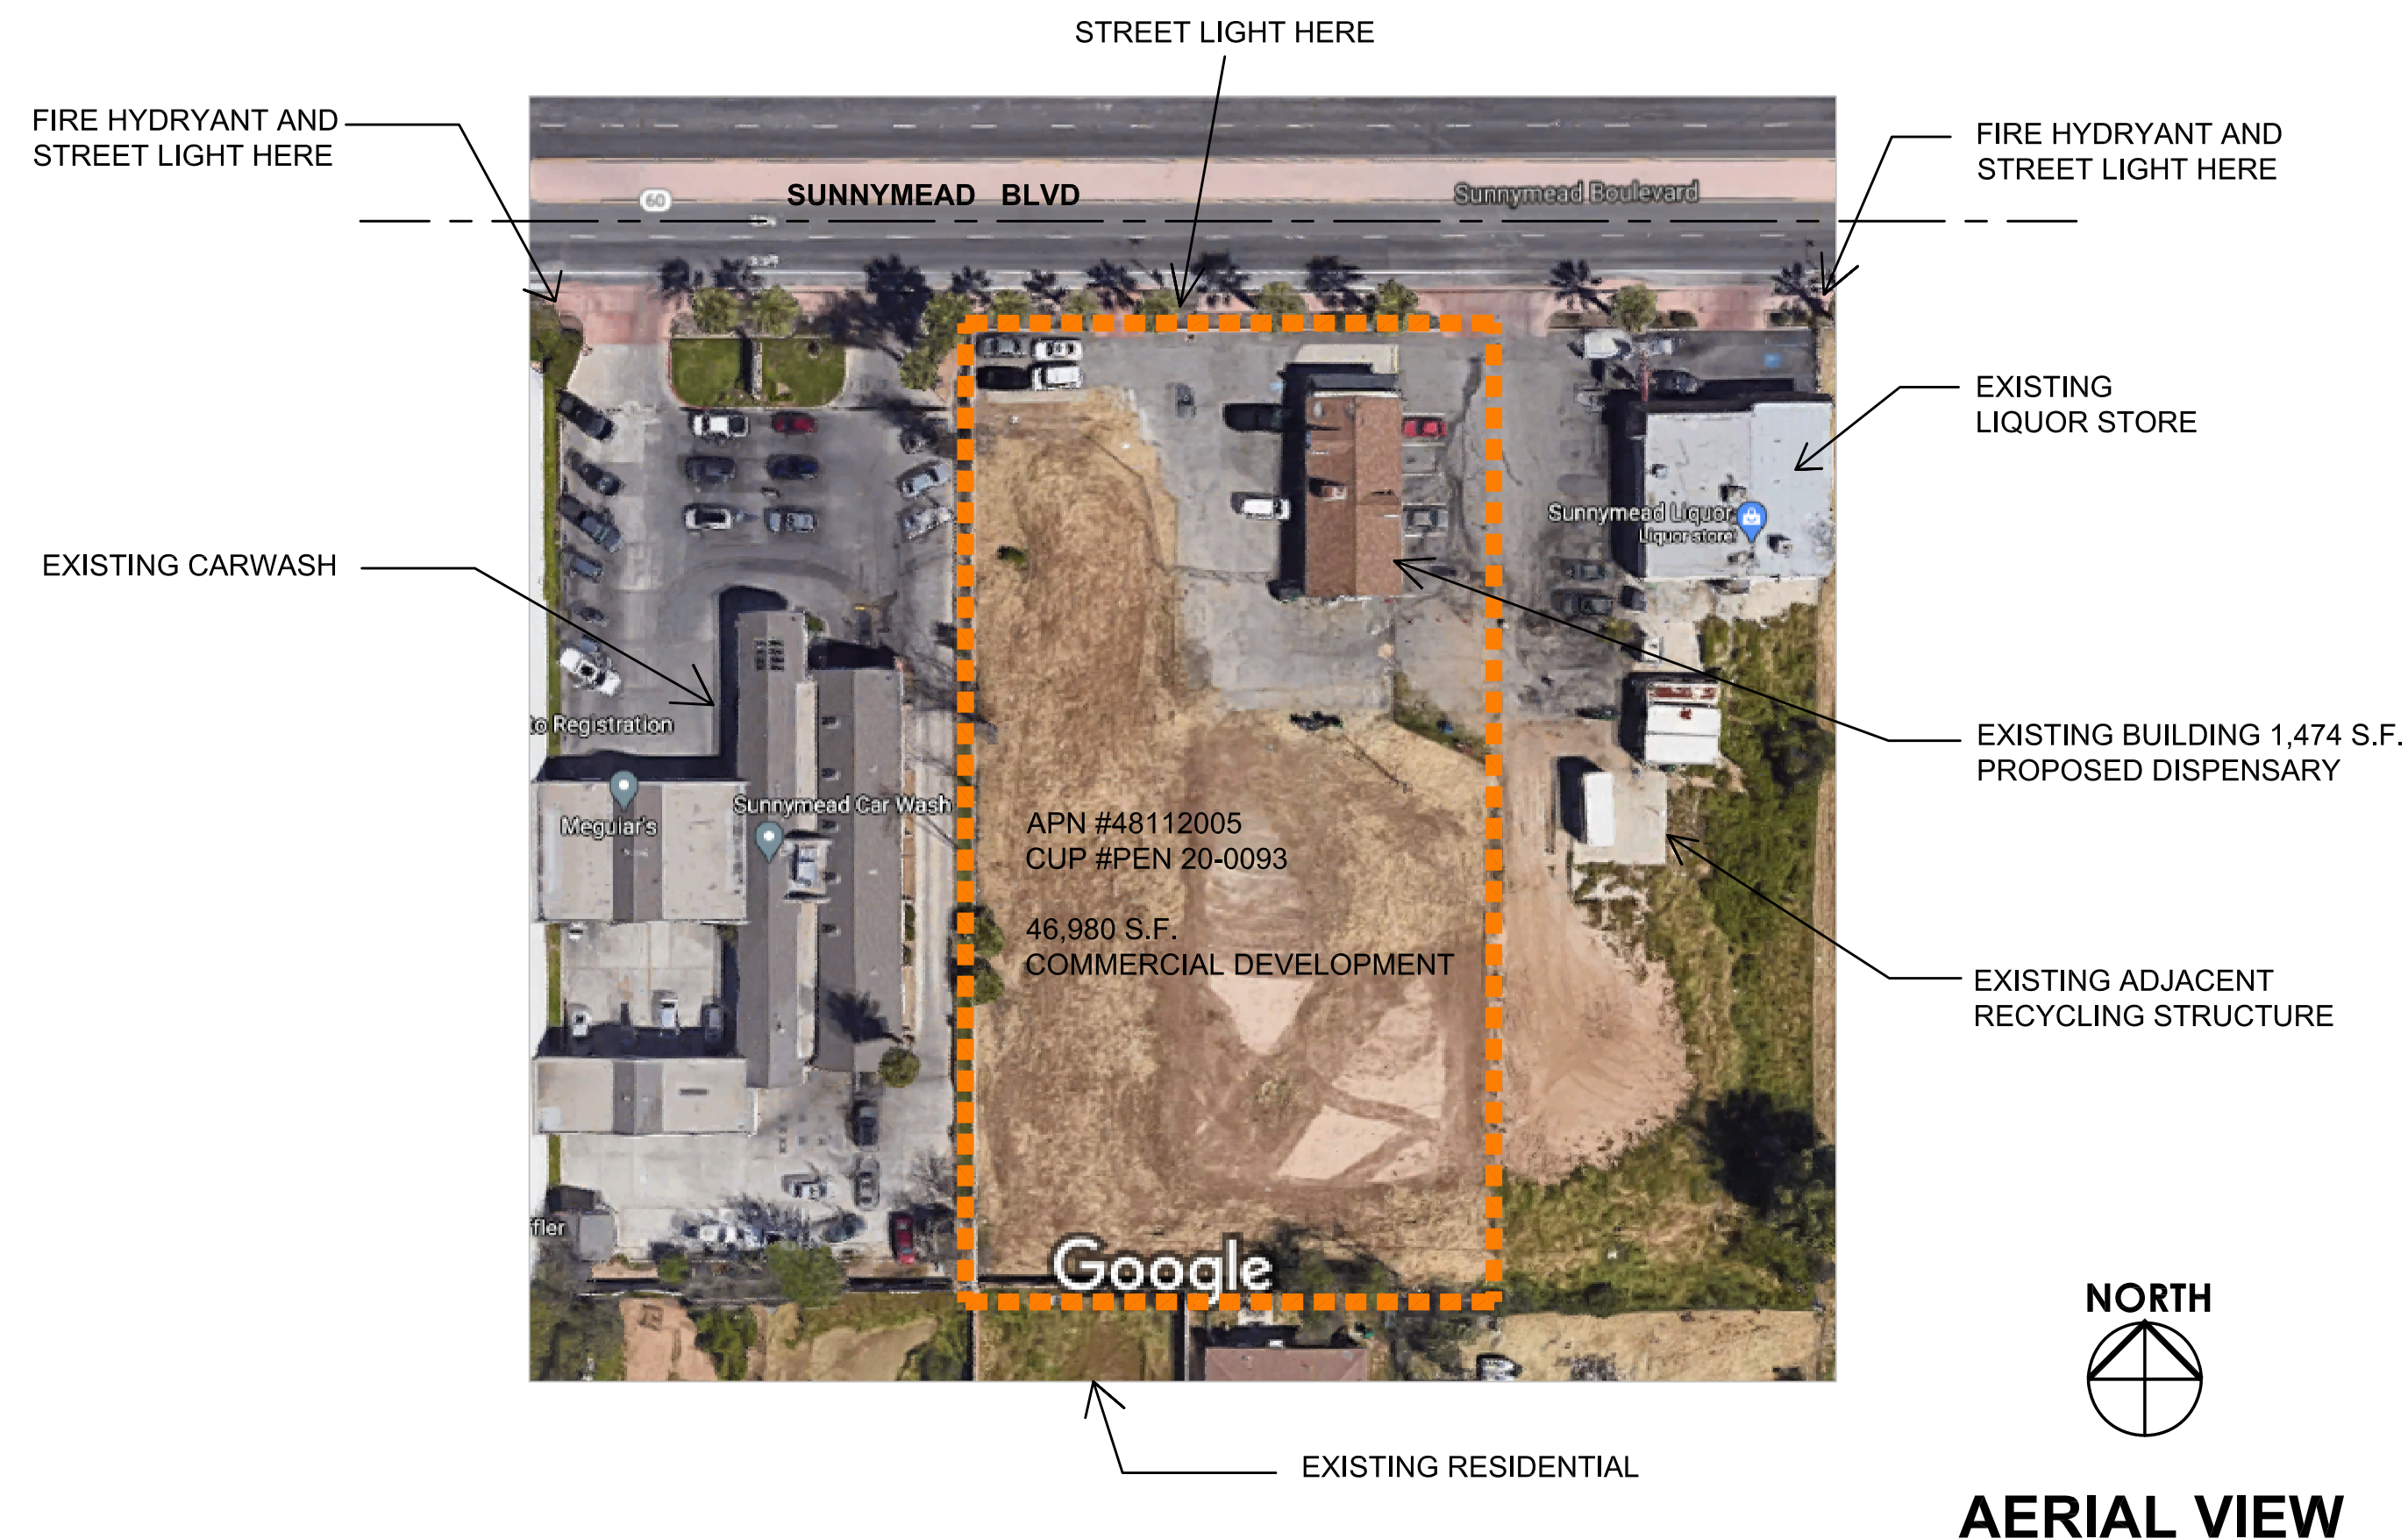 STREET LIGHT HERE
FIRE HYDRYANT AND
STREET LIGHT HERE
FIRE HYDRYANT AND
STREET LIGHT HERE
60
SUNNYMEAD BLVD
Sunnymead Boulevard
EXISTING
LIQUOR STORE
Sunnymead Liquor
Liquor store
EXISTING CARWASH
to Registration
EXISTING BUILDING 1,474 S.F.
PROPOSED DISPENSARY
Sunnymead Car Wash
Megular's
APN #48112005
CUP #PEN 20-0093
46,980 S.F.
COMMERCIAL DEVELOPMENT
EXISTING ADJACENT
RECYCLING STRUCTURE
ffler
Google
NORTH
EXISTING RESIDENTIAL
AERIAL VIEW